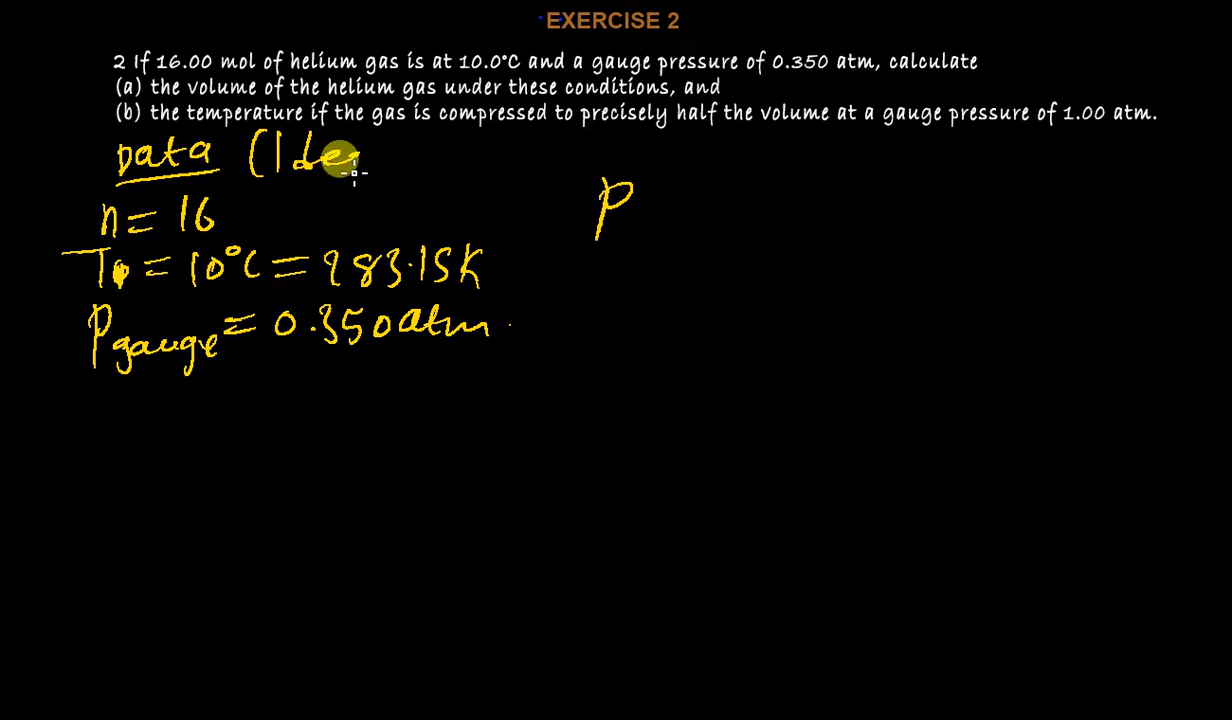 EXERCISE 2
2 If 16.00 mol of helium gas is at 10.0°C and a gauge pressure of 0.350 atm, calculate
(a) the volume of the helium gas under these conditions, and
(b) the temperature if the gas is compressed to precisely half the volume at a gauge pressure of 1.00 atm.
Data (Ide
n = 16
P
T = 10°C = 283.15K
Pgauge = 0.350atm